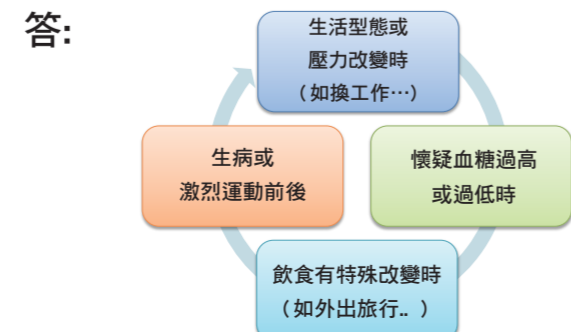 答:
生活型態或
壓力改變時
（如換工作⋯）
懷疑血糖過高
或過低時
飲食有特殊改變時
（如外出旅行.. ）
生病或
激烈運動前後